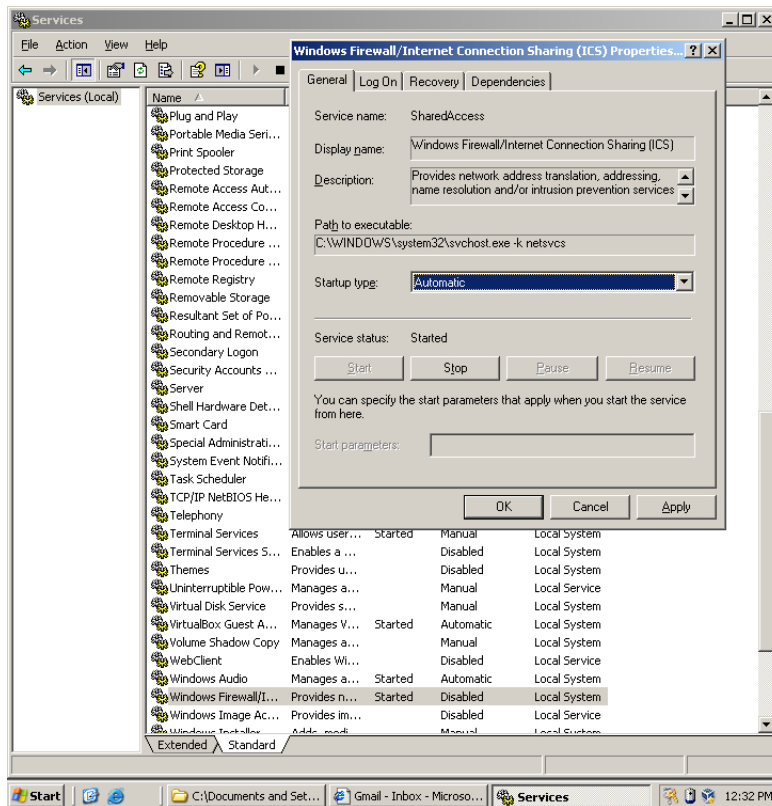 Services
File Action View Help
Services (Local)
Name
Plug and Play
Portable Media Seri...
Print Spooler
Protected Storage
Remote Access Aut...
Remote Access Co...
Remote Desktop H...
Remote Procedure ...
Remote Procedure ...
Remote Registry
Removable Storage
Resultant Set of Po...
Routing and Remot...
Secondary Logon
Security Accounts ...
Server
Shell Hardware Det...
Smart Card
Special Administrati...
System Event Notifi...
Task Scheduler
TCP/IP NetBIOS He...
Telephony
Terminal Services Allows user... Started Manual Local System
Terminal Services S... Enables a ... Disabled Local System
Themes Provides u... Disabled Local System
Uninterruptible Pow... Manages a... Manual Local Service
Virtual Disk Service Provides s... Manual Local System
VirtualBox Guest A... Manages V... Started Automatic Local System
Volume Shadow Copy Manages a... Manual Local System
WebClient Enables Wi... Disabled Local Service
Windows Audio Manages a... Started Automatic Local System
Windows Firewall/I... Provides n... Started Disabled Local System
Windows Image Ac... Provides im... Disabled Local Service
Windows Installer Adds, modi... Manual Local System
Extended Standard
Windows Firewall/Internet Connection Sharing (ICS) Properties...
General Log On Recovery Dependencies
Service name: SharedAccess
Display name: Windows Firewall/Internet Connection Sharing (ICS)
Description: Provides network address translation, addressing,
name resolution and/or intrusion prevention services
Path to executable:
C:\WINDOWS\system32\svchost.exe -k netsvcs
Startup type: Automatic
Service status: Started
Start Stop Pause Resume
You can specify the start parameters that apply when you start the service
from here.
Start parameters:
OK Cancel Apply
Start C:\Documents and Set... Gmail - Inbox - Microso... Services 12:32 PM